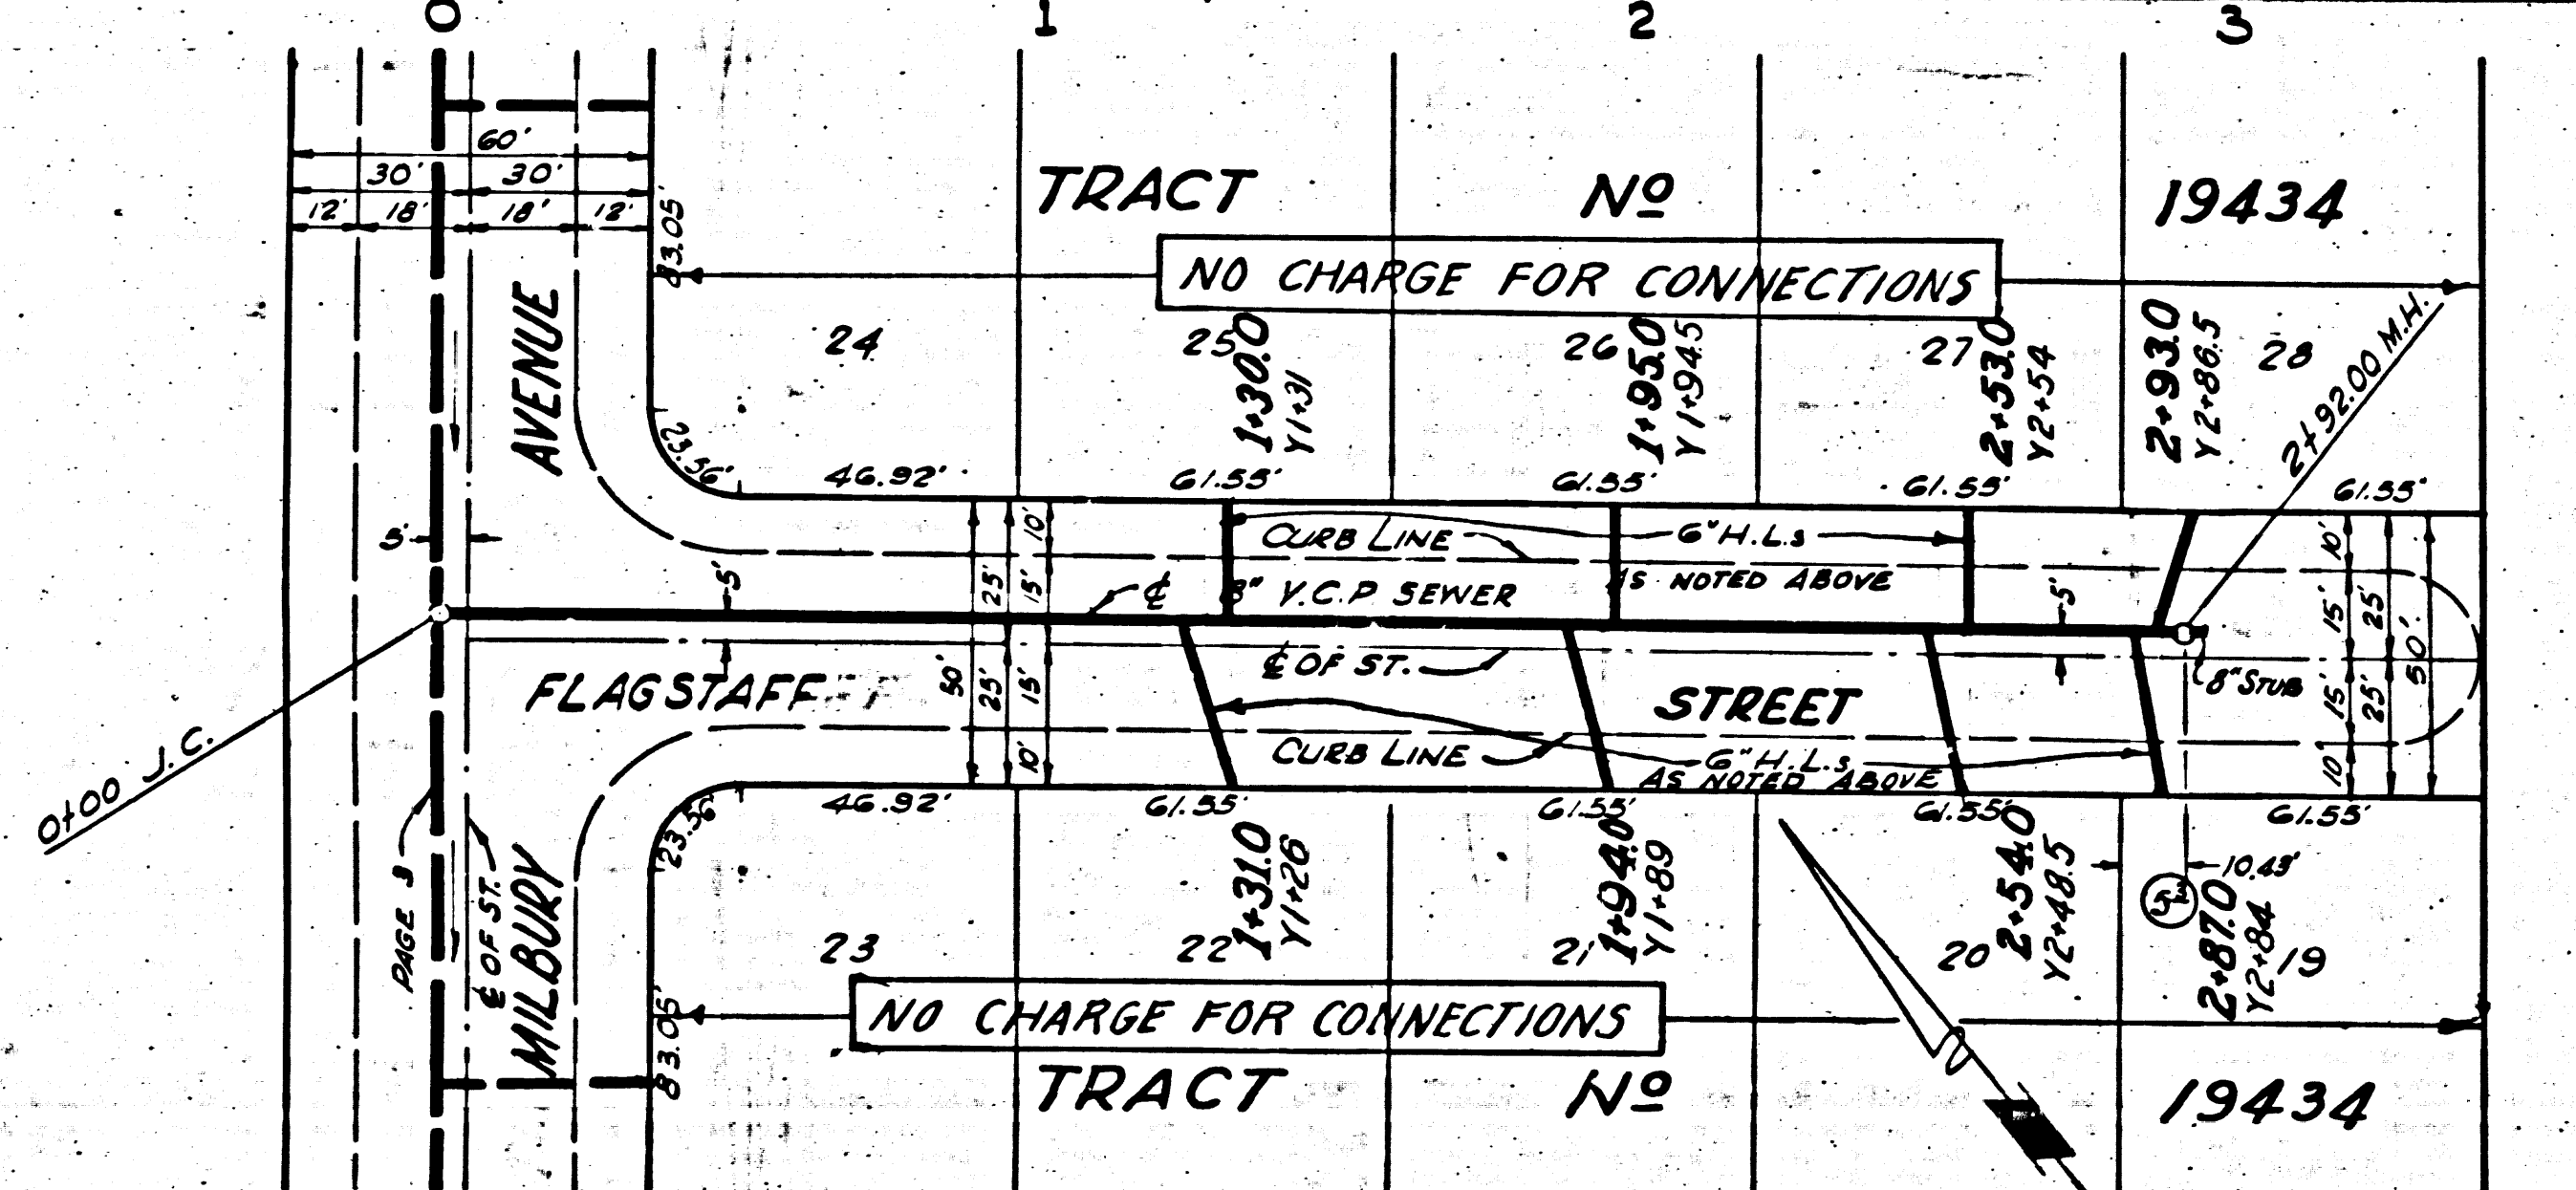 0 1 2 3
60'
30' 30'
12' 18' 18' 12'
83.05'
TRACT Nº 19434
NO CHARGE FOR CONNECTIONS
AVENUE
24 25 26 27 28
1+30.0
Y1+31
1+95.0
Y1+94.5
2+53.0
Y2+54
2+93.0
Y2+86.5
2+92.00 M.H.
23.56'
46.92' 61.55' 61.55' 61.55' 61.55'
5'
5'
10'
25' 15'
CURB LINE
6" H.L.s
AS NOTED ABOVE
℄
8" V.C.P SEWER
5'
10'
15' 25'
50'
℄ OF ST.
FLAGSTAFF STREET
50'
25' 15'
10'
CURB LINE
6" H.L.s
AS NOTED ABOVE
8" STUB
15' 25'
10'
0+00 J.C.
46.92' 61.55' 61.55' 61.55' 61.55'
23.56'
PAGE 3
℄ OF ST.
MILBURY
83.05'
23 22 21 20 19
1+31.0
Y1+26
1+94.0
Y1+89
2+54.0
Y2+48.5
10.43'
2+87.0
Y2+84
NO CHARGE FOR CONNECTIONS
TRACT Nº 19434